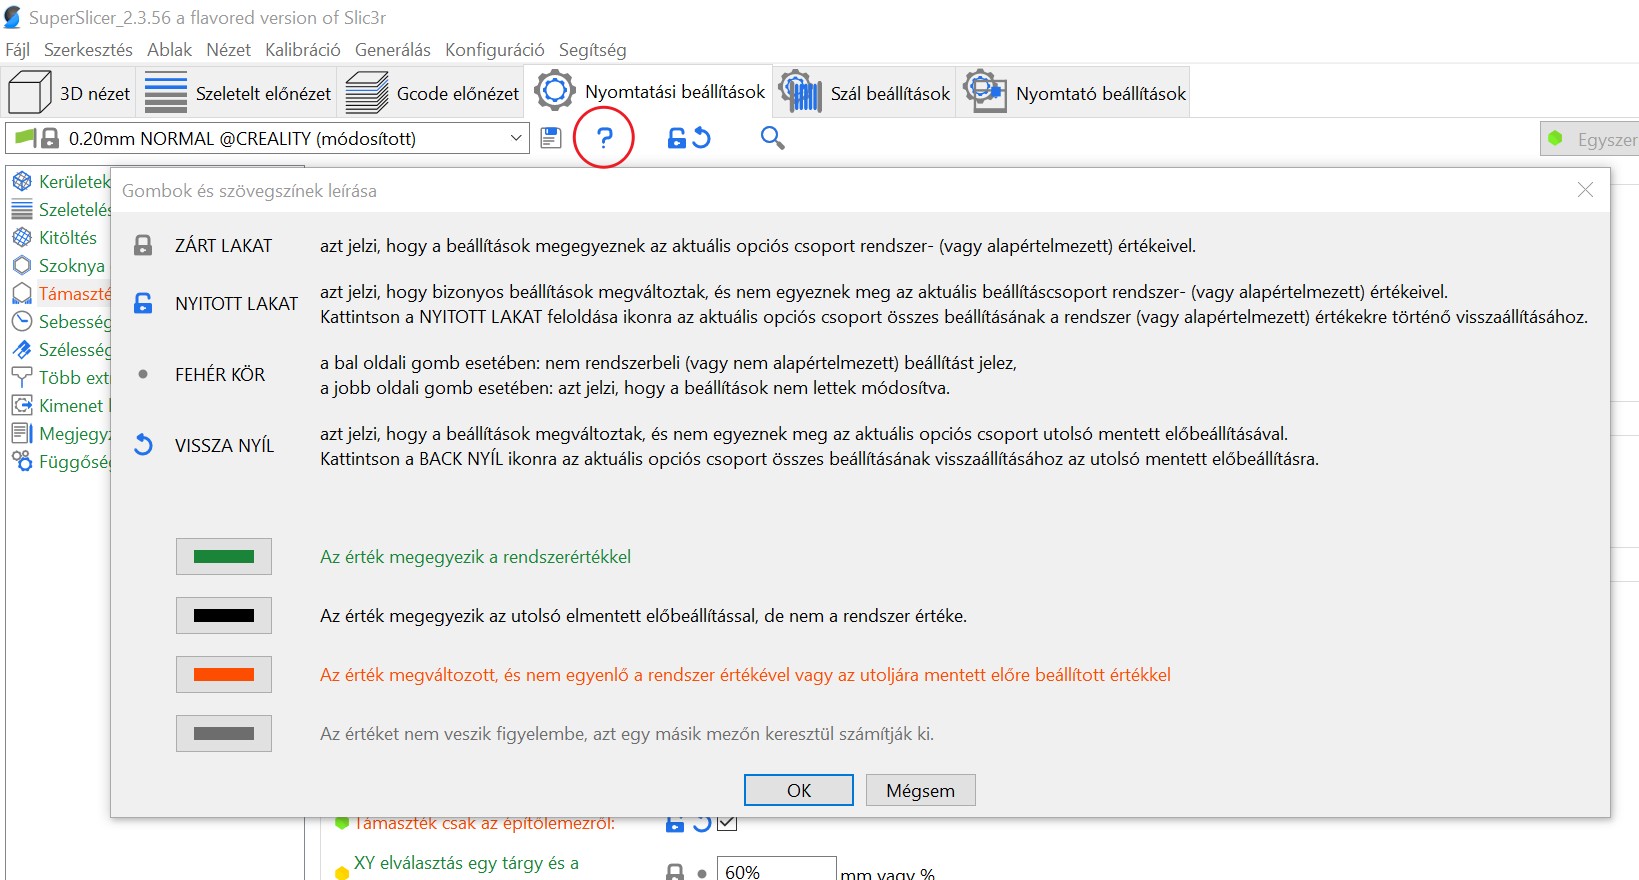 SuperSlicer_2.3.56 a flavored version of Slic3r
Fájl Szerkesztés Ablak Nézet Kalibráció Generálás Konfiguráció Segítség
3D nézet Szeletelt előnézet Gcode előnézet Nyomtatási beállítások Szál beállítások Nyomtató beállítások
0.20mm NORMAL @CREALITY (módosított) ? Egyszer
Kerületek
Szeletelés
Kitöltés
Szoknya
Támaszté
Sebesség
Szélesség
Több ext
Kimenet
Megjegyz
Függőség
Gombok és szövegszínek leírása
ZÁRT LAKAT azt jelzi, hogy a beállítások megegyeznek az aktuális opciós csoport rendszer- (vagy alapértelmezett) értékeivel.
NYITOTT LAKAT azt jelzi, hogy bizonyos beállítások megváltoztak, és nem egyeznek meg az aktuális beállításcsoport rendszer- (vagy alapértelmezett) értékeivel.
Kattintson a NYITOTT LAKAT feloldása ikonra az aktuális opciós csoport összes beállításának a rendszer (vagy alapértelmezett) értékekre történő visszaállításához.
FEHÉR KÖR a bal oldali gomb esetében: nem rendszerbeli (vagy nem alapértelmezett) beállítást jelez,
a jobb oldali gomb esetében: azt jelzi, hogy a beállítások nem lettek módosítva.
VISSZA NYÍL azt jelzi, hogy a beállítások megváltoztak, és nem egyeznek meg az aktuális opciós csoport utolsó mentett előbeállításával.
Kattintson a BACK NYÍL ikonra az aktuális opciós csoport összes beállításának visszaállításához az utolsó mentett előbeállításra.
Az érték megegyezik a rendszerértékkel
Az érték megegyezik az utolsó elmentett előbeállítással, de nem a rendszer értéke.
Az érték megváltozott, és nem egyenlő a rendszer értékével vagy az utoljára mentett előre beállított értékkel
Az értéket nem veszik figyelembe, azt egy másik mezőn keresztül számítják ki.
OK Mégsem
Támaszték csak az építőlemezről:
XY elválasztás egy tárgy és a
60% mm vagy %